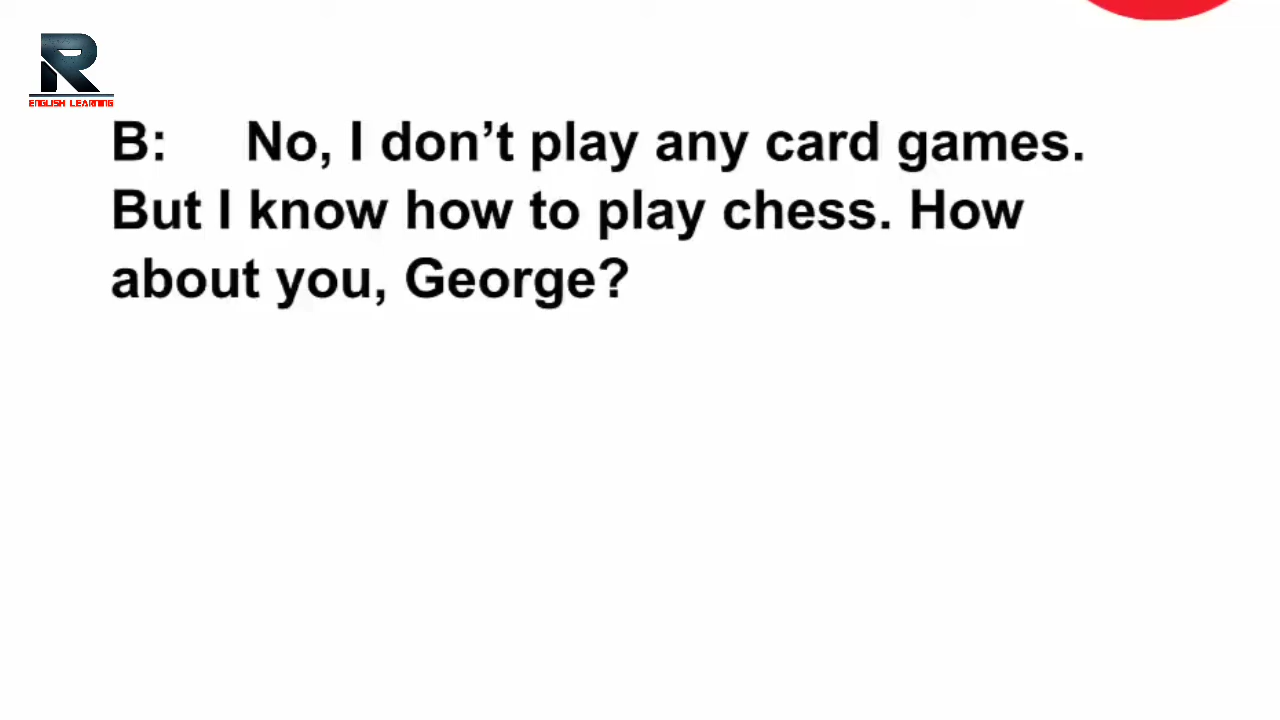 R
ENGLISH LEARNING
B: No, I don’t play any card games.
But I know how to play chess. How
about you, George?